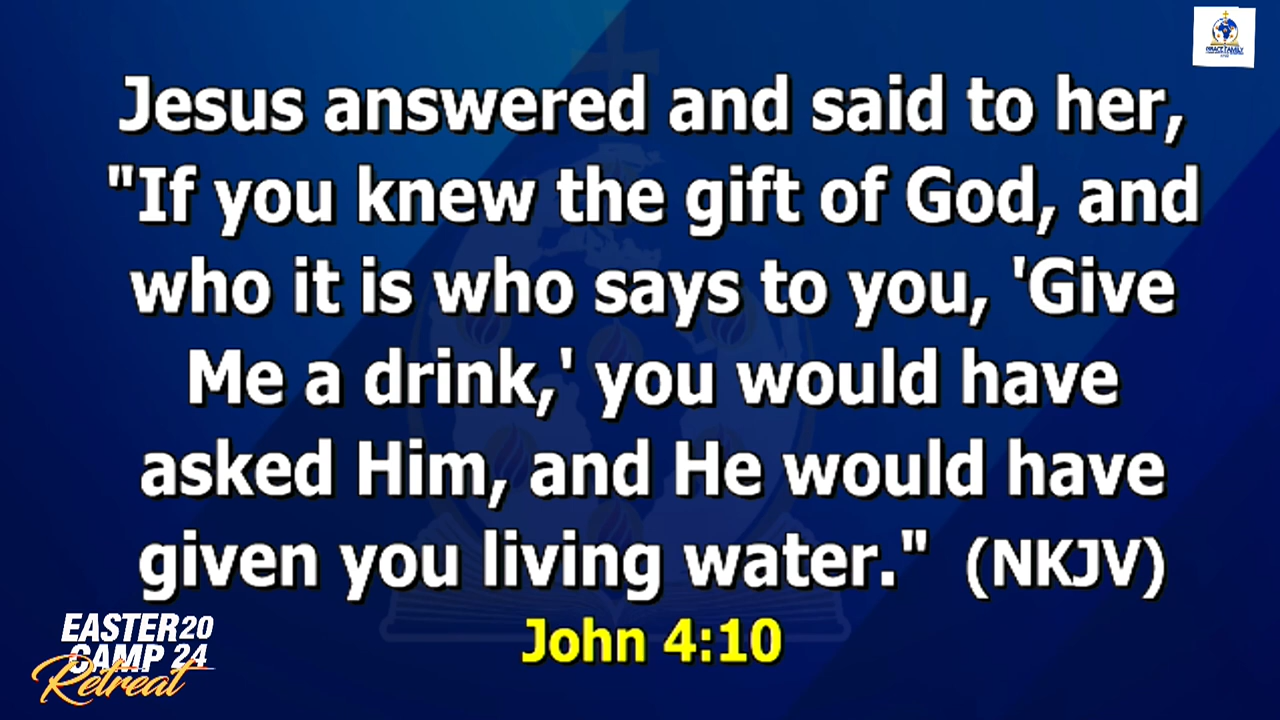 Jesus answered and said to her,
"If you knew the gift of God, and
who it is who says to you, 'Give
Me a drink,' you would have
asked Him, and He would have
given you living water." (NKJV)
John 4:10
EASTER 20
CAMP 24
Retreat